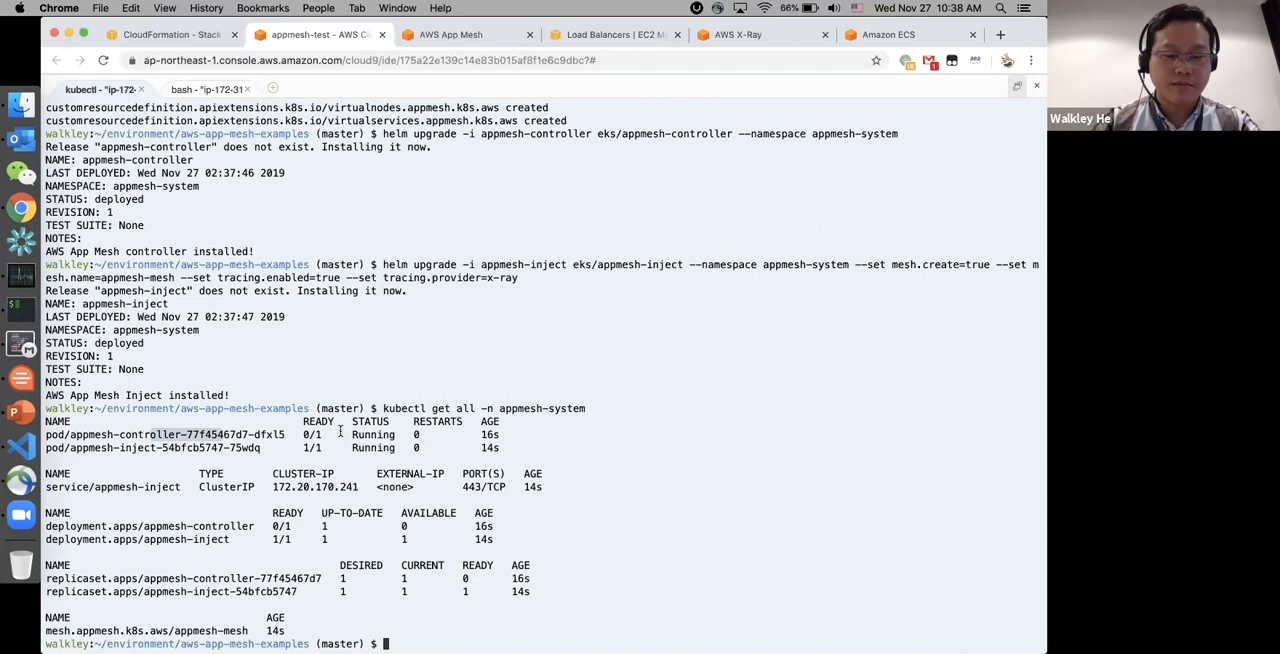 Chrome File Edit View History Bookmarks People Tab Window Help 66% Wed Nov 27 10:38 AM
CloudFormation - Stack appmesh-test - AWS Cl AWS App Mesh Load Balancers | EC2 M AWS X-Ray Amazon ECS
ap-northeast-1.console.aws.amazon.com/cloud9/ide/175a22e139c14e83b015af8f1e6c9dbc?#
kubectl - "ip-172- bash - "ip-172-31
customresourcedefinition.apiextensions.k8s.io/virtualnodes.appmesh.k8s.aws created
customresourcedefinition.apiextensions.k8s.io/virtualservices.appmesh.k8s.aws created
walkley:~/environment/aws-app-mesh-examples (master) $ helm upgrade -i appmesh-controller eks/appmesh-controller --namespace appmesh-system
Release "appmesh-controller" does not exist. Installing it now.
NAME: appmesh-controller
LAST DEPLOYED: Wed Nov 27 02:37:46 2019
NAMESPACE: appmesh-system
STATUS: deployed
REVISION: 1
TEST SUITE: None
NOTES:
AWS App Mesh controller installed!
walkley:~/environment/aws-app-mesh-examples (master) $ helm upgrade -i appmesh-inject eks/appmesh-inject --namespace appmesh-system --set mesh.create=true --set m
esh.name=appmesh-mesh --set tracing.enabled=true --set tracing.provider=x-ray
Release "appmesh-inject" does not exist. Installing it now.
NAME: appmesh-inject
LAST DEPLOYED: Wed Nov 27 02:37:47 2019
NAMESPACE: appmesh-system
STATUS: deployed
REVISION: 1
TEST SUITE: None
NOTES:
AWS App Mesh Inject installed!
walkley:~/environment/aws-app-mesh-examples (master) $ kubectl get all -n appmesh-system
NAME READY STATUS RESTARTS AGE
pod/appmesh-controller-77f45467d7-dfxl5 0/1 Running 0 16s
pod/appmesh-inject-54bfcb5747-75wdq 1/1 Running 0 14s
NAME TYPE CLUSTER-IP EXTERNAL-IP PORT(S) AGE
service/appmesh-inject ClusterIP 172.20.170.241 <none> 443/TCP 14s
NAME READY UP-TO-DATE AVAILABLE AGE
deployment.apps/appmesh-controller 0/1 1 0 16s
deployment.apps/appmesh-inject 1/1 1 1 14s
NAME DESIRED CURRENT READY AGE
replicaset.apps/appmesh-controller-77f45467d7 1 1 0 16s
replicaset.apps/appmesh-inject-54bfcb5747 1 1 1 14s
NAME AGE
mesh.appmesh.k8s.aws/appmesh-mesh 14s
walkley:~/environment/aws-app-mesh-examples (master) $
Walkley He